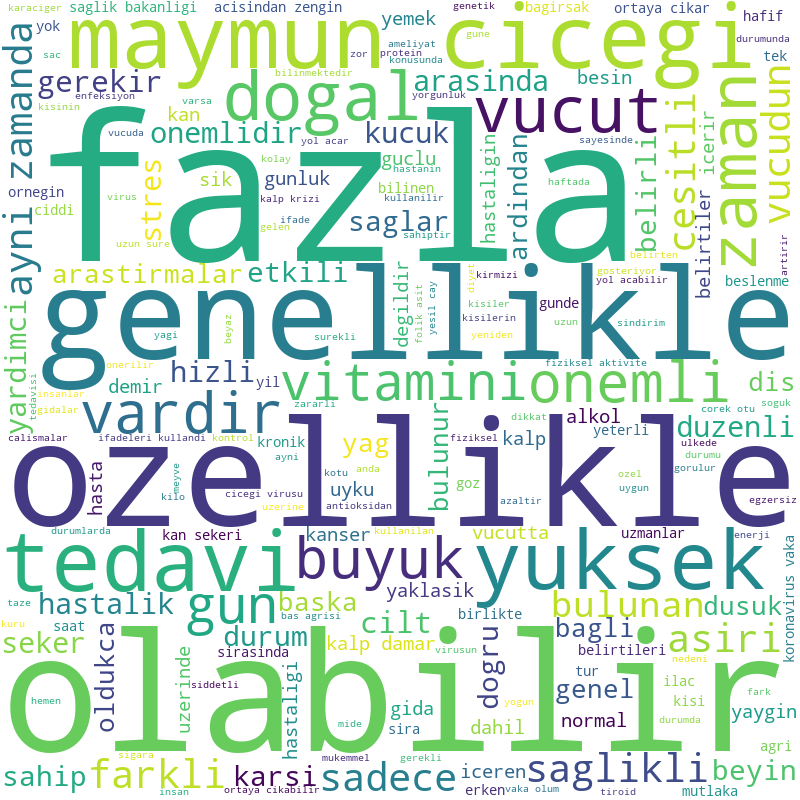 karaciger saglik bakanligi acisindan zengin genetik bagirsak ortaya cikar hafif
yok maymun cicegi gune yemek durumunda
sac zor protein ameliyat konusunda tek
gerekir bilinmektedir arasinda besin
kisinin enfeksiyon varsa dogal yorgunluk vucut icerir
ayni zamanda kan yol acar
vucuda onemlidir kucuk sayesinde cesitli zaman vucudun
stres kolay guclu hastanin hastaligin ardindan belirli
ornegin virus sik gunluk kalp krizi bilinen kullanilir haftada
ciddi ifade saglar
uzun sure gelen sahiptir
fazla
belirtiler belirten
arastirmalar etkili degildir kirmizi gosteriyor artirir
diyet yol acabilir beslenme
yardimci genellikle folik asit yesil cay kisiler gunde
yagi beyaz surekli kisilerin uzun
yeniden sindirim
tedavisi onerilir hizli vitamini onemli fiziksel aktivite dis
insanlar demir yil soguk
gidalar vardir zararli dikkat alkol corek otu
calismalar ifadeleri kullandi kontrol kronik yag bulunur fiziksel kalp yeterli duzenli
ayni ulkede durumu
hasta ozellikle goz ozel gorulur
meyve kotu anda
kilo cicegi virusu uyku azaltir uygun egzersiz
uzerine antioksidan
durumlarda kan sekeri kanser kullanilan vucutta uzmanlar enerji
tedavi buyuk yuksek koronavirus vaka
yaklasik
taze hastalik gun baska bulunan dusuk
kuru saat bas agrisi birlikte
seker durum cilt bagli asiri
oldukca uzerinde sirasinda kalp damar virusun dogru belirtileri nedeni
siddetli hastaligi tur
olabilir
hemen yogun genel ilac kisi fark
gida yaygin
mide sira dahil normal durumda
sigara mukemmel gerekli agri
sahip farkli karsi sadece iceren saglikli beyin
insan ortaya cikabilir erken vaka olum tiroid mutlaka